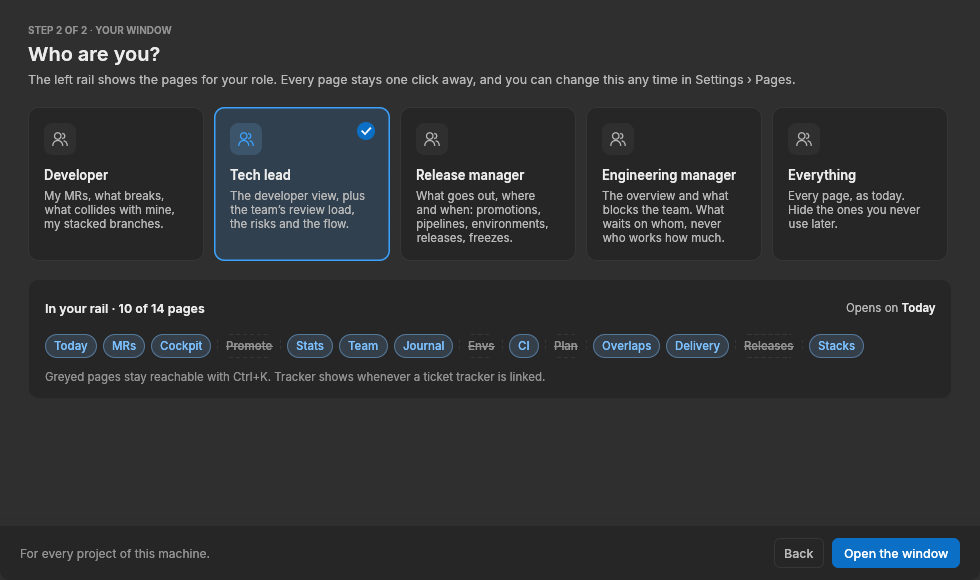 STEP 2 OF 2 · YOUR WINDOW
Who are you?
The left rail shows the pages for your role. Every page stays one click away, and you can change this any time in Settings › Pages.
Developer
My MRs, what breaks,
what collides with mine,
my stacked branches.
Tech lead
The developer view, plus
the team's review load,
the risks and the flow.
Release manager
What goes out, where
and when: promotions,
pipelines, environments,
releases, freezes.
Engineering manager
The overview and what
blocks the team. What
waits on whom, never
who works how much.
Everything
Every page, as today.
Hide the ones you never
use later.
In your rail · 10 of 14 pages
Opens on Today
Today MRs Cockpit Promote Stats Team Journal Envs CI Plan Overlaps Delivery Releases Stacks
Greyed pages stay reachable with Ctrl+K. Tracker shows whenever a ticket tracker is linked.
For every project of this machine.
Back
Open the window